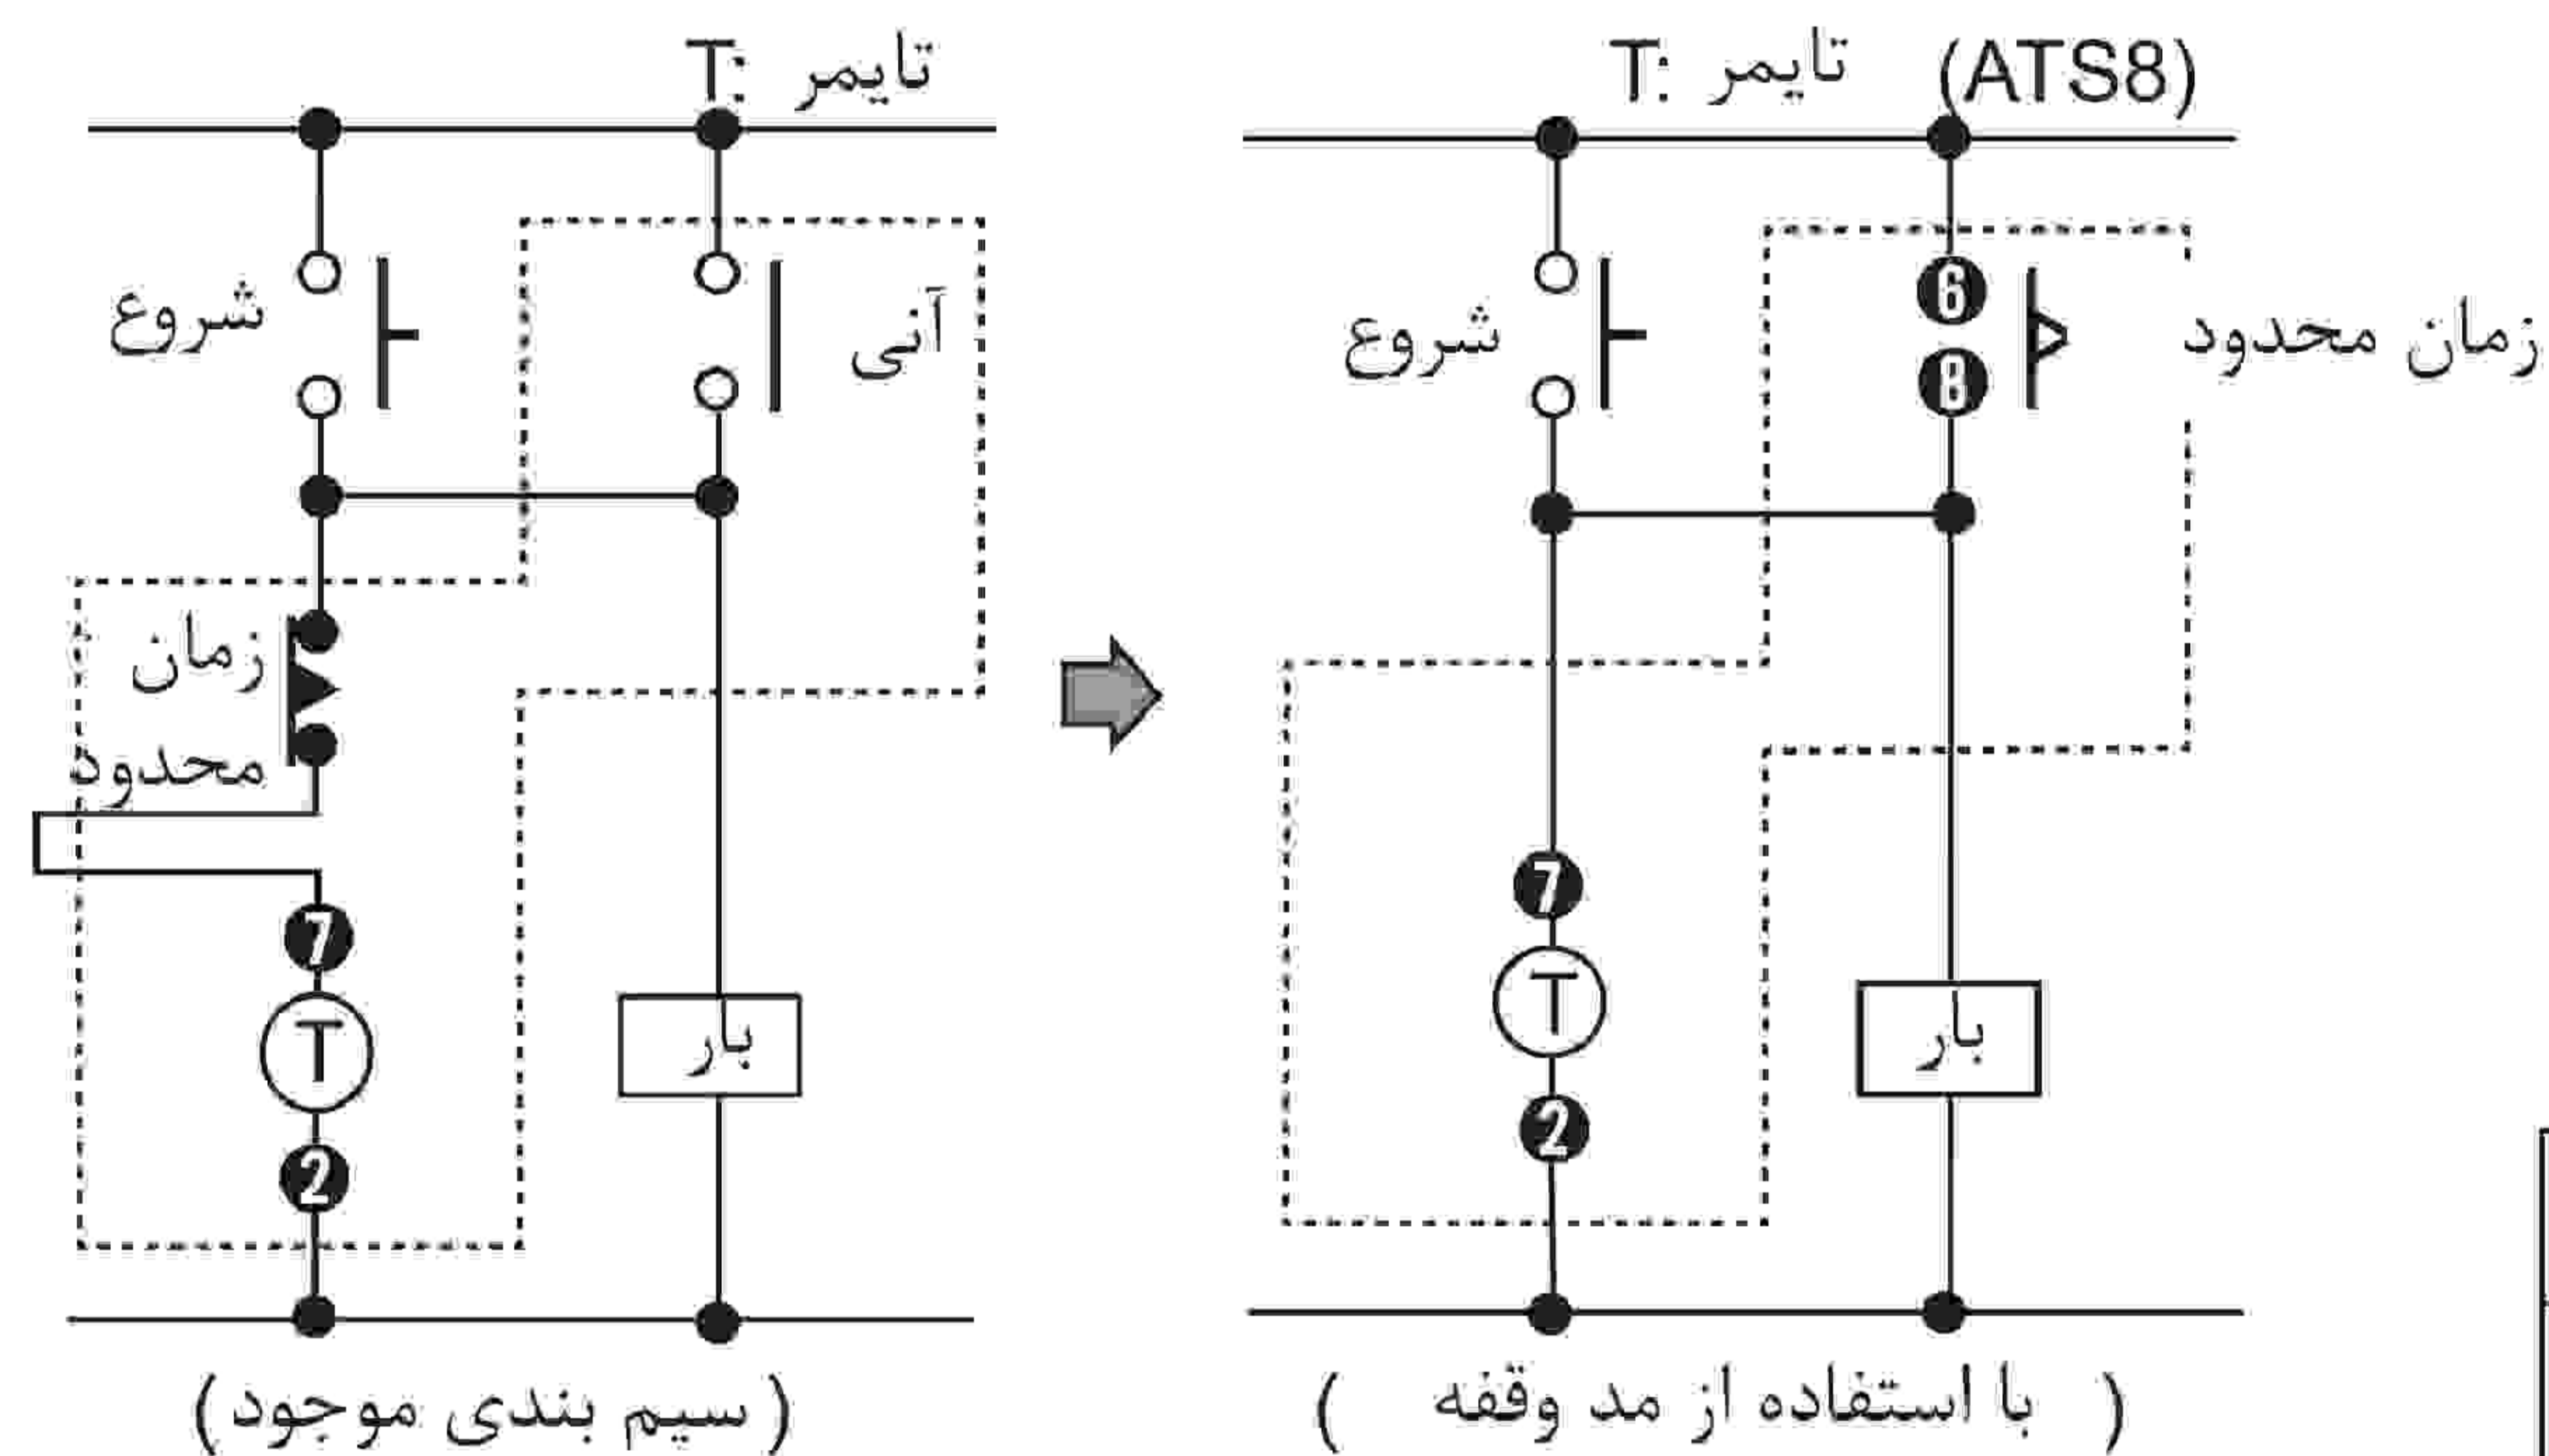 T: تایمر
شروع
آنی
زمان
محدود
7
T
2
بار
(سیم بندی موجود)
T: تایمر (ATS8)
شروع
6
8
زمان محدود
7
T
2
بار
(با استفاده از مد وقفه)